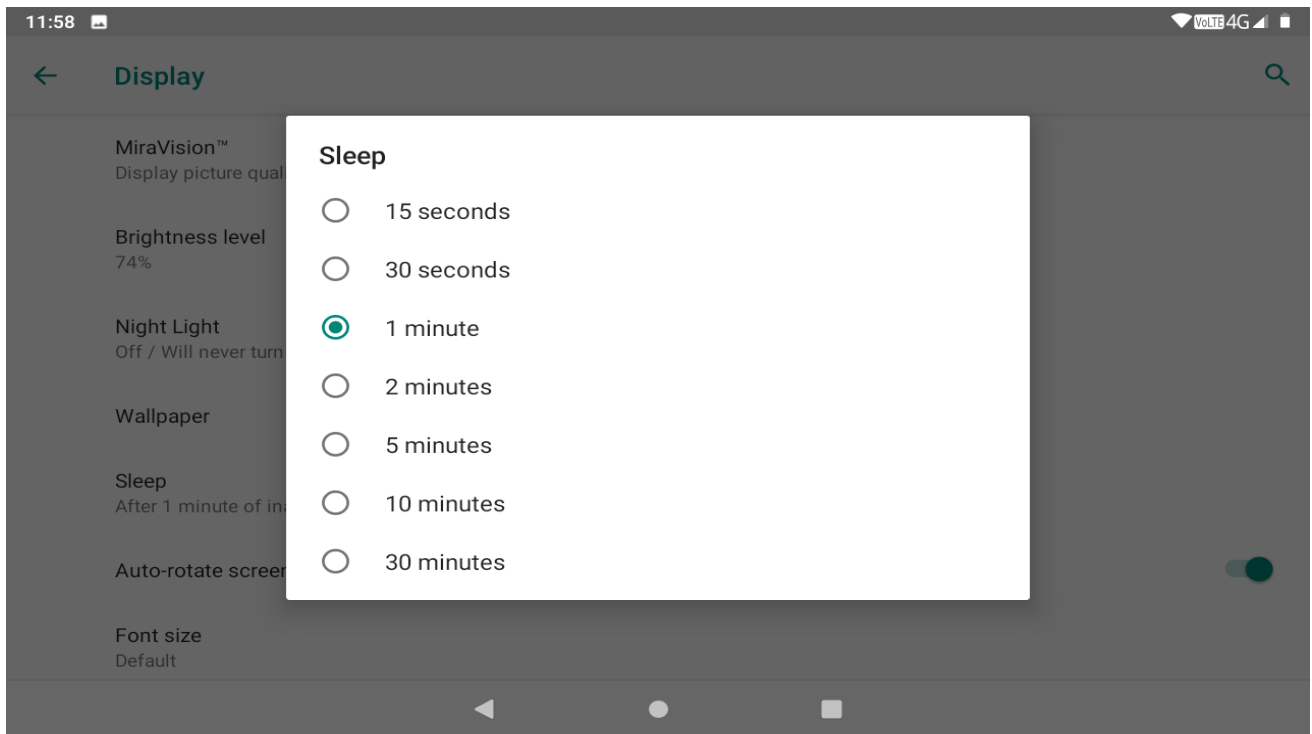 11:58 VoLTE 4G
Display
MiraVision™
Display picture quali
Brightness level
74%
Night Light
Off / Will never turn
Wallpaper
Sleep
After 1 minute of in
Auto-rotate screen
Font size
Default
Sleep
15 seconds
30 seconds
1 minute
2 minutes
5 minutes
10 minutes
30 minutes